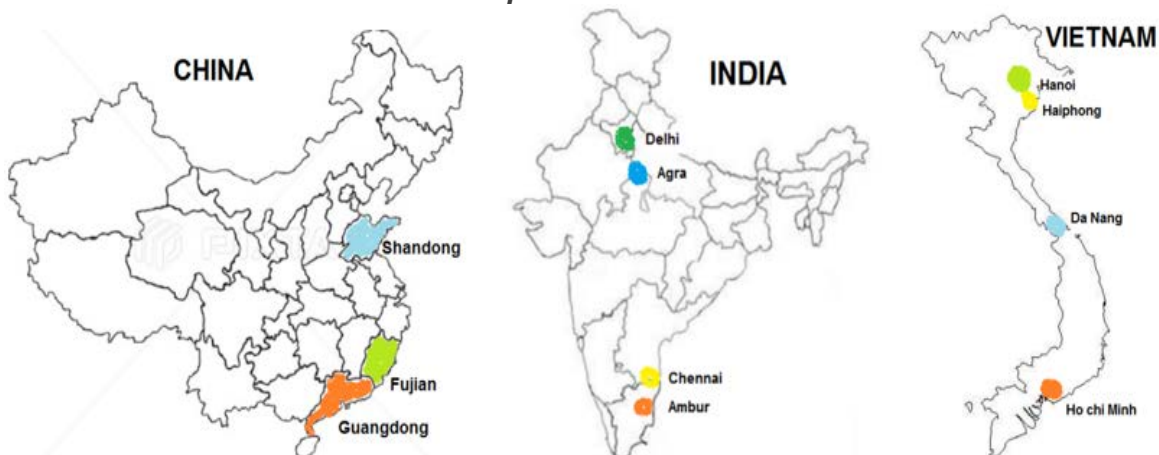 CHINA
Shandong
Fujian
Guangdong
INDIA
Delhi
Agra
Chennai
Ambur
VIETNAM
Hanoi
Haiphong
Da Nang
Ho chi Minh